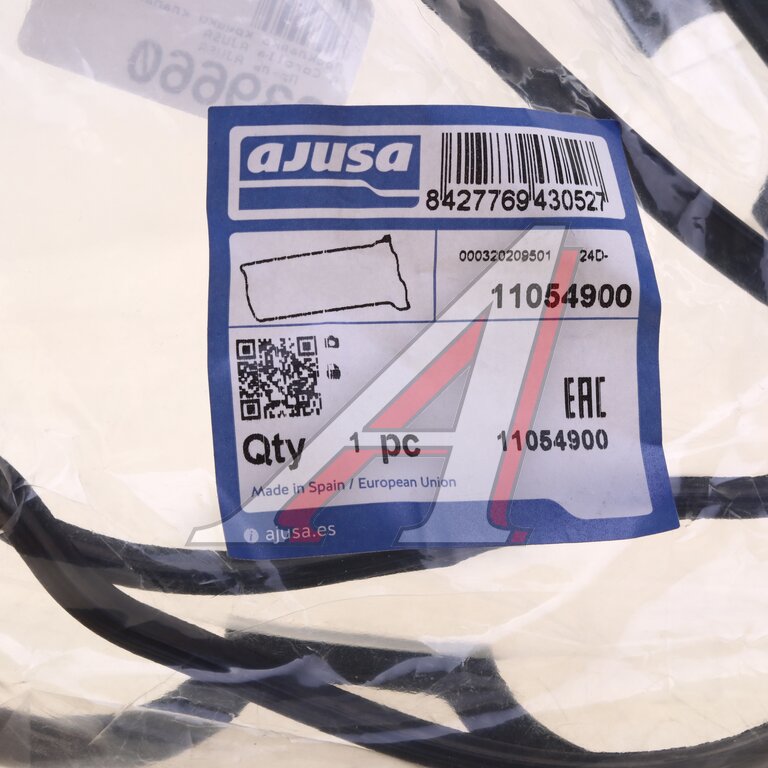 ajusa
8427769430527
000320209501 24D-
11054900
EAC
Qty 1 pc
11054900
Made in Spain / European Union
i ajusa.es